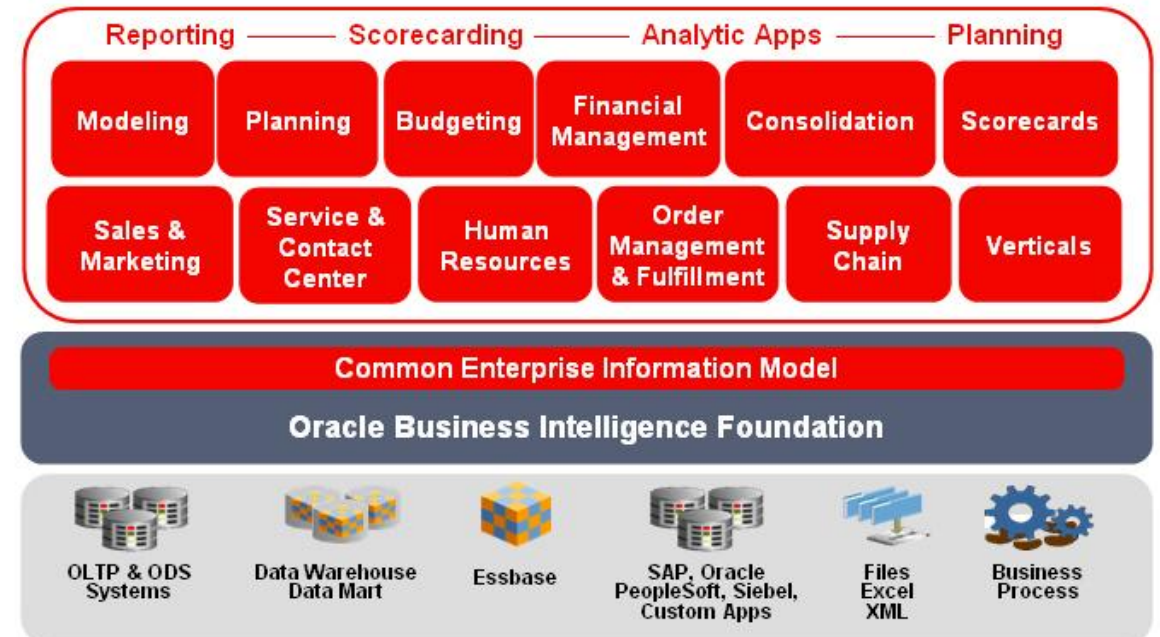 Reporting Scorecarding Analytic Apps Planning
Modeling
Planning
Budgeting
Financial
Management
Consolidation
Scorecards
Sales &
Marketing
Service &
Contact
Center
Human
Resources
Order
Management
& Fulfillment
Supply
Chain
Verticals
Common Enterprise Information Model
Oracle Business Intelligence Foundation
OLTP & ODS
Systems
Data Warehouse
Data Mart
Essbase
SAP, Oracle
PeopleSoft, Siebel,
Custom Apps
Files
Excel
XML
Business
Process